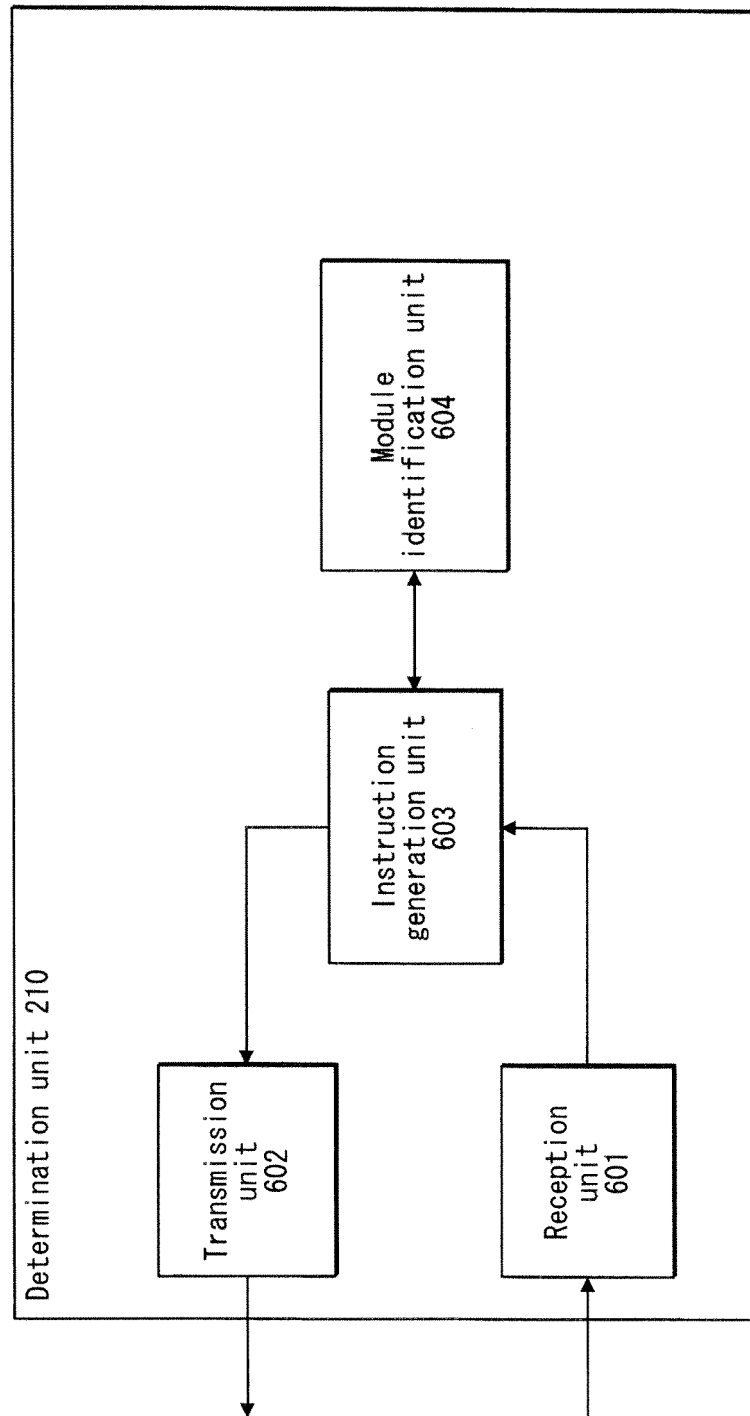 Determination unit 210
Transmission
unit
602
Reception
unit
601
Instruction
generation unit
603
Module
identification unit
604